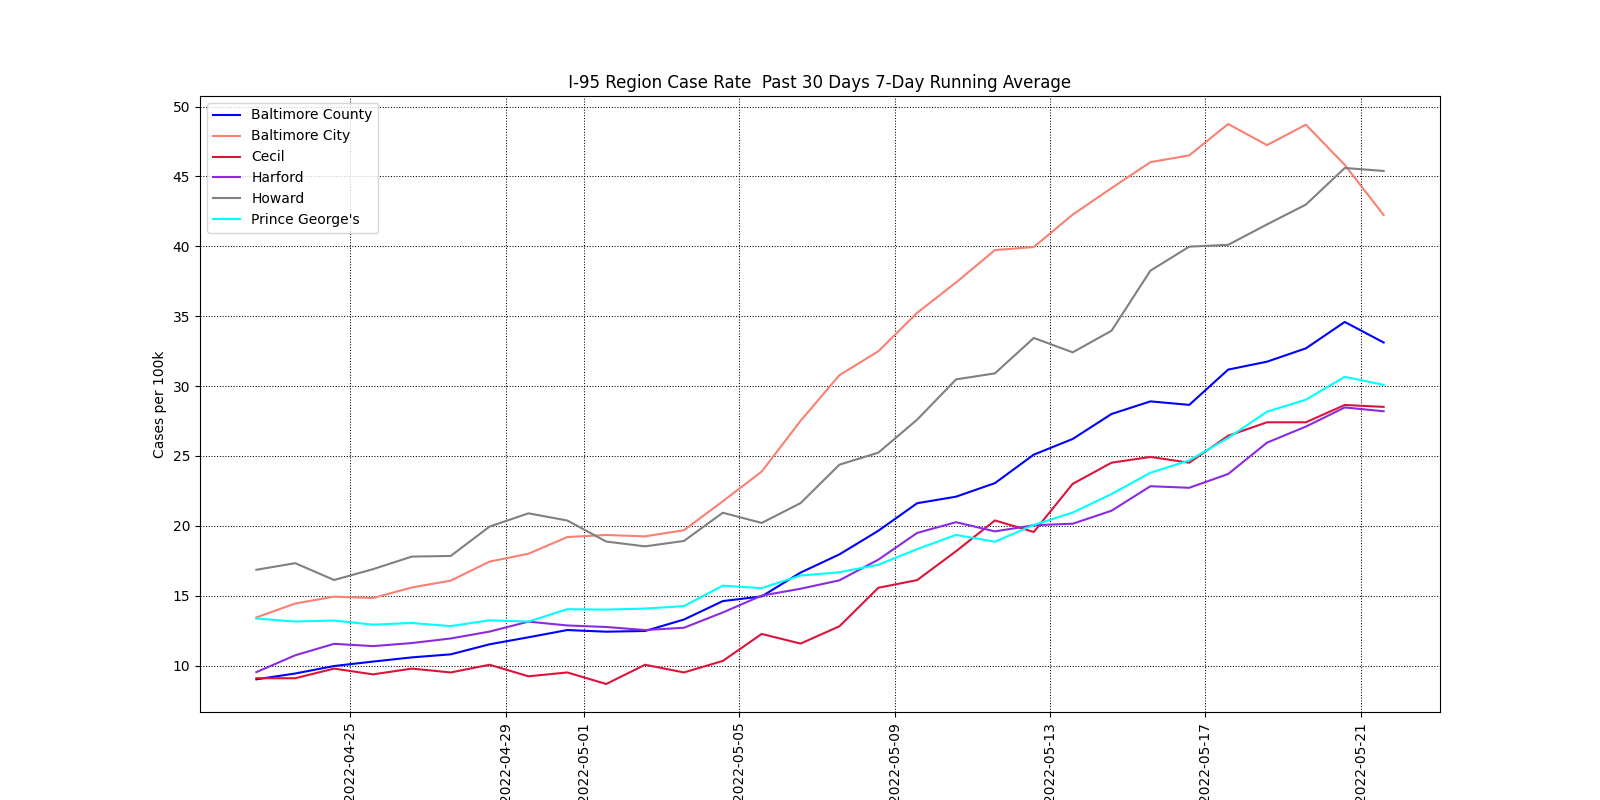 I-95 Region Case Rate  Past 30 Days 7-Day Running Average
Baltimore County
Baltimore City
Cecil
Harford
Howard
Prince George's
Cases per 100k
50
45
40
35
30
25
20
15
10
2022-04-25
2022-04-29
2022-05-01
2022-05-05
2022-05-09
2022-05-13
2022-05-17
2022-05-21